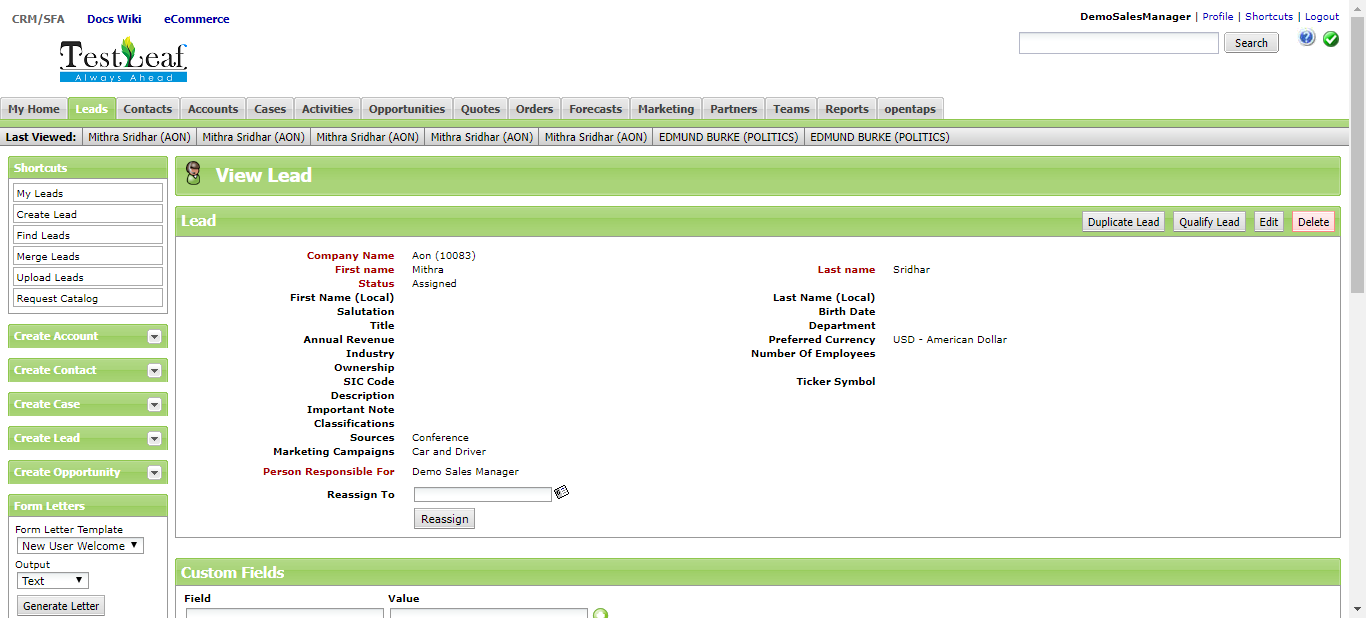 CRM/SFA Docs Wiki eCommerce
DemoSalesManager | Profile | Shortcuts | Logout
TestLeaf
Always Ahead
Search
?
My Home Leads Contacts Accounts Cases Activities Opportunities Quotes Orders Forecasts Marketing Partners Teams Reports opentaps
Last Viewed: Mithra Sridhar (AON) Mithra Sridhar (AON) Mithra Sridhar (AON) Mithra Sridhar (AON) Mithra Sridhar (AON) EDMUND BURKE (POLITICS) EDMUND BURKE (POLITICS)
Shortcuts
My Leads
Create Lead
Find Leads
Merge Leads
Upload Leads
Request Catalog
Create Account
Create Contact
Create Case
Create Lead
Create Opportunity
Form Letters
Form Letter Template
New User Welcome
Output
Text
Generate Letter
View Lead
Lead Duplicate Lead Qualify Lead Edit Delete
Company Name Aon (10083)
First name Mithra Last name Sridhar
Status Assigned
First Name (Local) Last Name (Local)
Salutation Birth Date
Title Department
Annual Revenue Preferred Currency USD - American Dollar
Industry Number Of Employees
Ownership
SIC Code Ticker Symbol
Description
Important Note
Classifications
Sources Conference
Marketing Campaigns Car and Driver
Person Responsible For Demo Sales Manager
Reassign To
Reassign
Custom Fields
Field Value